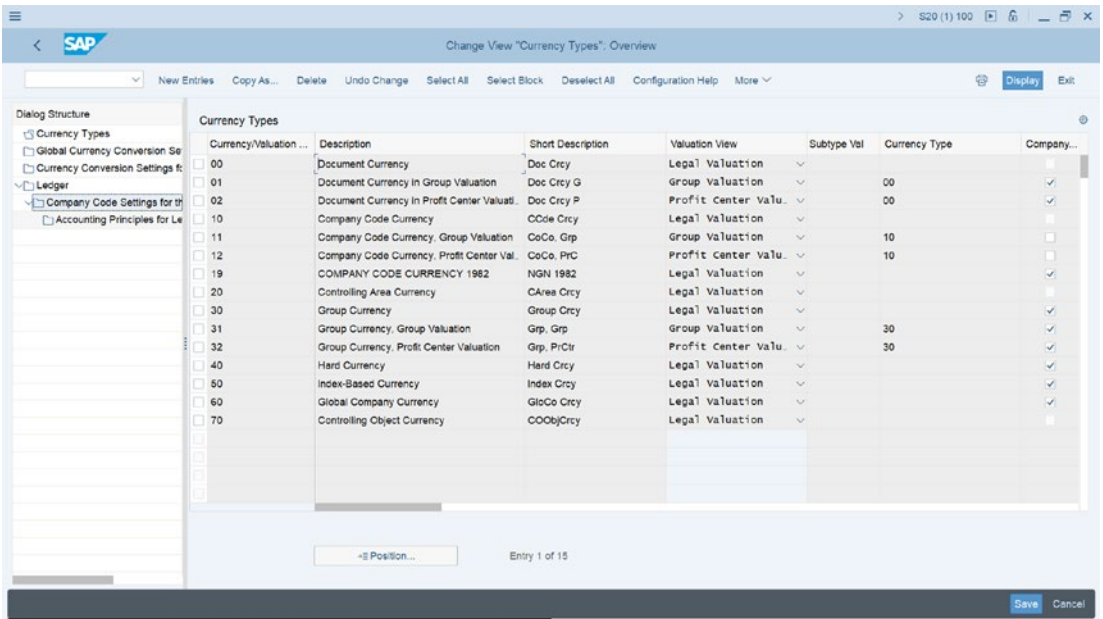 S20 (1) 100
SAP
Change View "Currency Types": Overview
New Entries Copy As... Delete Undo Change Select All Select Block Deselect All Configuration Help More Display Exit
Dialog Structure
Currency Types
Global Currency Conversion Se
Currency Conversion Settings fo
Ledger
Company Code Settings for th
Accounting Principles for Le
Currency Types
Currency/Valuation ... Description Short Description Valuation View Subtype Val Currency Type Company...
00 Document Currency Doc Crcy Legal Valuation
01 Document Currency in Group Valuation Doc Crcy G Group Valuation 00
02 Document Currency in Profit Center Valuati.. Doc Crcy P Profit Center Valu.. 00
10 Company Code Currency CCde Crcy Legal Valuation
11 Company Code Currency, Group Valuation CoCo, Grp Group Valuation 10
12 Company Code Currency, Profit Center Val.. CoCo, PrC Profit Center Valu.. 10
19 COMPANY CODE CURRENCY 1982 NGN 1982 Legal Valuation
20 Controlling Area Currency CArea Crcy Legal Valuation
30 Group Currency Group Crcy Legal Valuation
31 Group Currency, Group Valuation Grp, Grp Group Valuation 30
32 Group Currency, Profit Center Valuation Grp, PrCtr Profit Center Valu.. 30
40 Hard Currency Hard Crcy Legal Valuation
50 Index-Based Currency Index Crcy Legal Valuation
60 Global Company Currency GloCo Crcy Legal Valuation
70 Controlling Object Currency COObjCrcy Legal Valuation
Position... Entry 1 of 15
Save Cancel